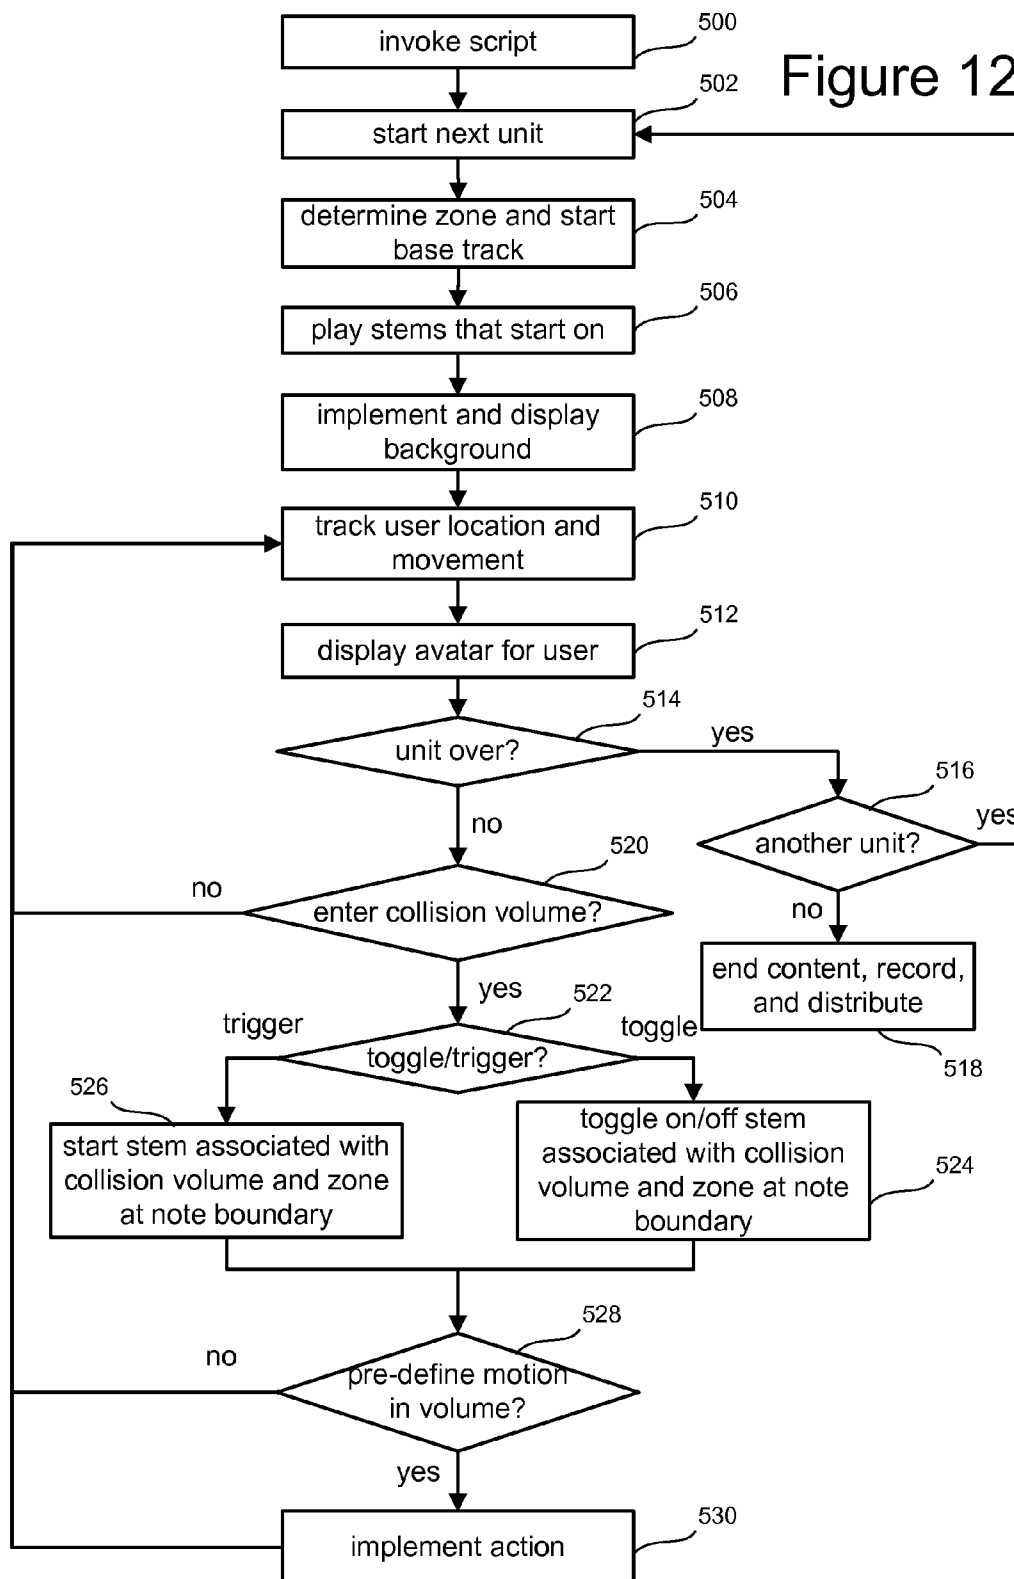 500
invoke script
Figure 12
502
start next unit
504
determine zone and start
base track
506
play stems that start on
508
implement and display
background
510
track user location and
movement
512
display avatar for user
514
unit over?
yes
516
another unit?
yes
no
520
no
enter collision volume?
no
end content, record,
and distribute
518
yes
522
trigger
toggle
toggle/trigger?
526
start stem associated with
collision volume and zone
at note boundary
toggle on/off stem
associated with collision
volume and zone at note
boundary
524
528
no
pre-define motion
in volume?
yes
530
implement action